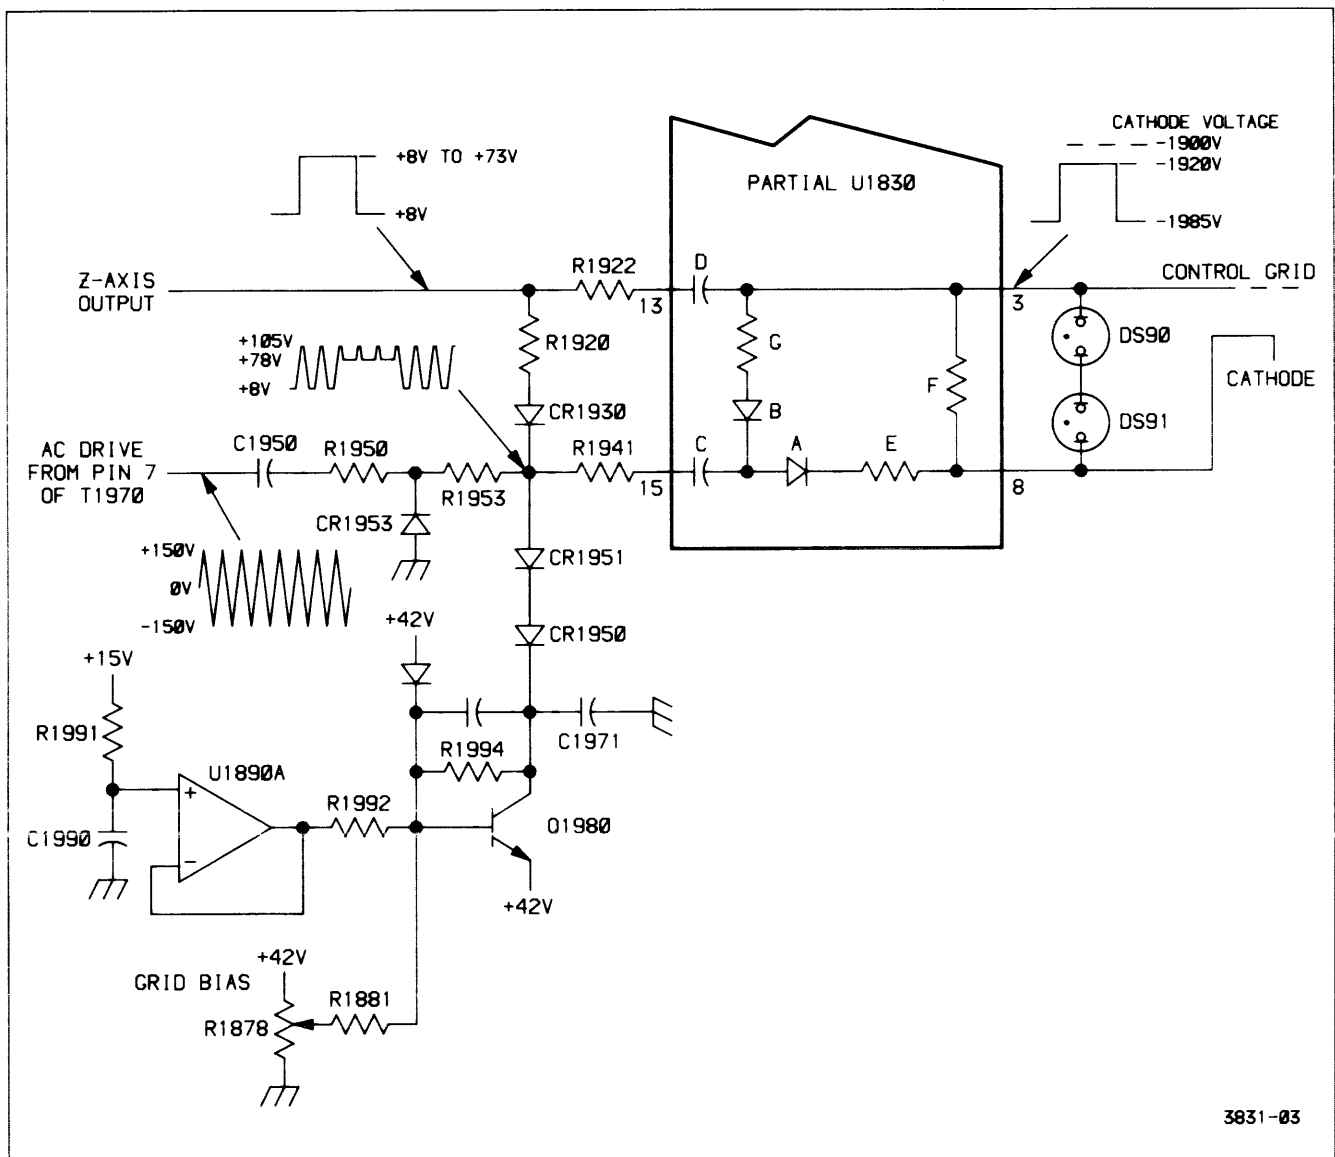 CATHODE VOLTAGE
-1900V
-1920V
-1985V
+8V TO +73V
+8V
PARTIAL U1830
Z-AXIS
OUTPUT
R1922
13
D
3
CONTROL GRID
+105V
+78V
+8V
R1920
G
F
DS90
CR1930
B
DS91
CATHODE
AC DRIVE
FROM PIN 7
OF T1970
C1950
R1950
R1953
R1941
15
C
A
E
8
CR1953
CR1951
+150V
0V
-150V
+42V
CR1950
+15V
R1991
C1971
R1994
U1890A
+
-
R1992
Q1980
C1990
+42V
+42V
GRID BIAS
R1881
R1878
3831-03